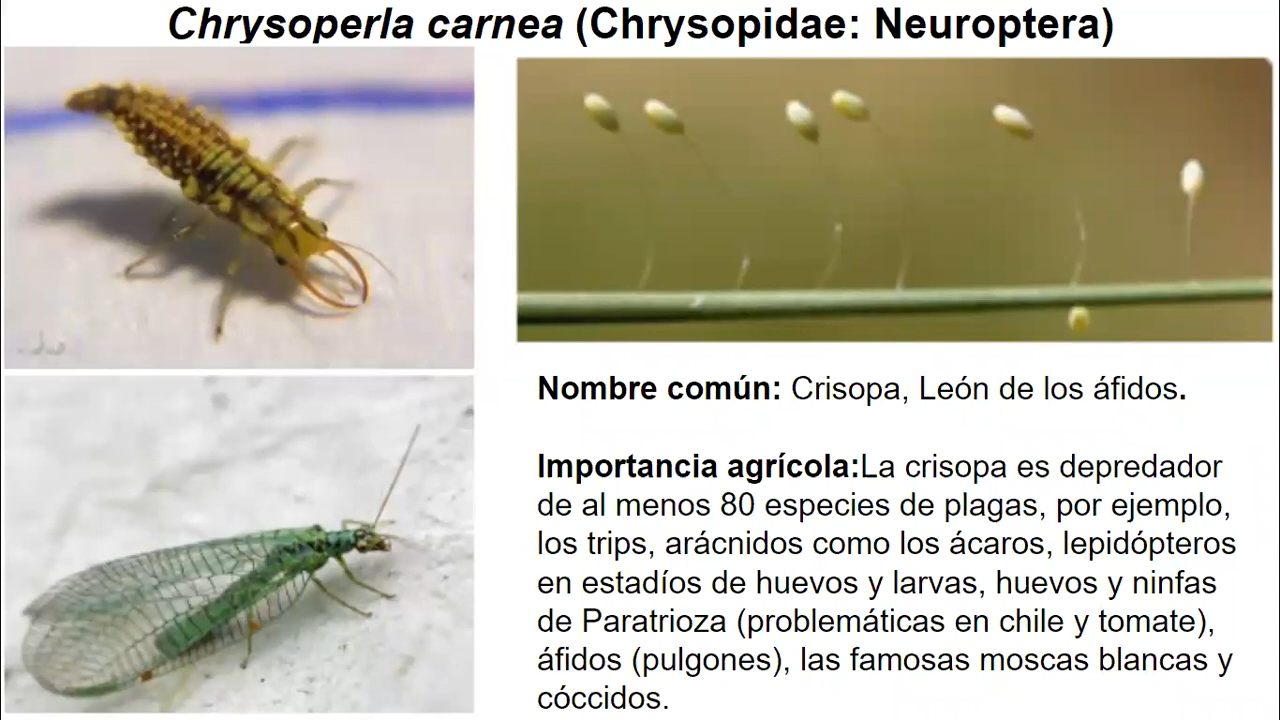 Chrysoperla carnea (Chrysopidae: Neuroptera)
Nombre común: Crisopa, León de los áfidos.
Importancia agrícola:La crisopa es depredador
de al menos 80 especies de plagas, por ejemplo,
los trips, arácnidos como los ácaros, lepidópteros
en estadíos de huevos y larvas, huevos y ninfas
de Paratrioza (problemáticas en chile y tomate),
áfidos (pulgones), las famosas moscas blancas y
cóccidos.